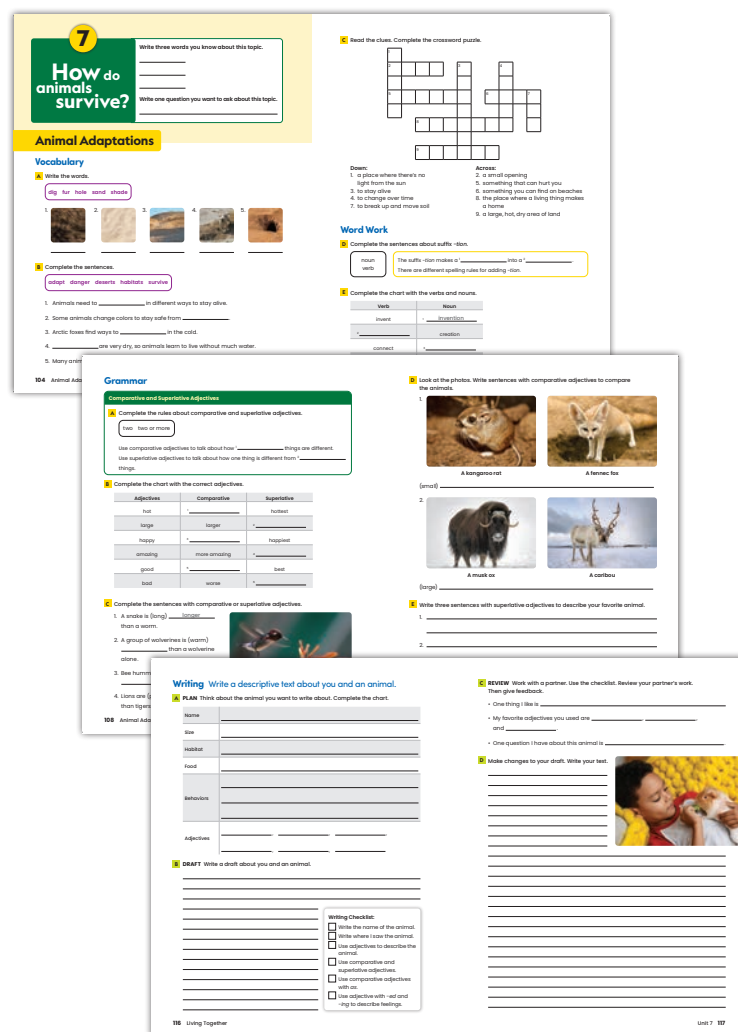 7
How do
animals
survive?
Write three words you know about this topic.
Write one question you want to ask about this topic.
Animal Adaptations
Vocabulary
A Write the words.
dig fur hole sand shade
1. 2. 3. 4. 5.
B Complete the sentences.
adapt danger deserts habitats survive
1. Animals need to ____ in different ways to stay alive.
2. Some animals change colors to stay safe from ____.
3. Arctic foxes find ways to ____ in the cold.
4. ____ are very dry, so animals learn to live without much water.
5. Many anim
104 Animal Ada
C Read the clues. Complete the crossword puzzle.
1
2 3 4
5 6 7
8
9
Down:
1. a place where there's no
light from the sun
3. to stay alive
4. to change over time
7. to break up and move soil
Across:
2. a small opening
5. something that can hurt you
6. something you can find on beaches
8. the place where a living thing makes
a home
9. a large, hot, dry area of land
Word Work
D Complete the sentences about suffix -tion.
noun
verb
The suffix -tion makes a ____ into a ____.
There are different spelling rules for adding -tion.
E Complete the chart with the verbs and nouns.
Verb Noun
invent invention
creation
connect
Grammar
Comparative and Superlative Adjectives
A Complete the rules about comparative and superlative adjectives.
two two or more
Use comparative adjectives to talk about how ____ things are different.
Use superlative adjectives to talk about how one thing is different from ____
things.
B Complete the chart with the correct adjectives.
Adjectives Comparative Superlative
hot hottest
large larger
happy happiest
amazing more amazing
good best
bad worse
C Complete the sentences with comparative or superlative adjectives.
1. A snake is (long) longer
than a worm.
2. A group of wolverines is (warm)
____ than a wolverine
alone.
3. Bee humm
4. Lions are (
than tigers
108 Animal Ada
D Look at the photos. Write sentences with comparative adjectives to compare
the animals.
1.
A kangaroo rat A fennec fox
(small)
2.
A musk ox A caribou
(large)
E Write three sentences with superlative adjectives to describe your favorite animal.
1.
2.
Writing Write a descriptive text about you and an animal.
A PLAN Think about the animal you want to write about. Complete the chart.
Name
Size
Habitat
Food
Behaviors
Adjectives
B DRAFT Write a draft about you and an animal.
Writing Checklist:
Write the name of the animal.
Write where I saw the animal.
Use adjectives to describe the
animal.
Use comparative and
superlative adjectives.
Use comparative adjectives
with as.
Use adjective with -ed and
-ing to describe feelings.
116 Living Together
C REVIEW Work with a partner. Use the checklist. Review your partner's work.
Then give feedback.
• One thing I like is ____.
• My favorite adjectives you used are ____, ____,
and ____.
• One question I have about this animal is ____.
D Make changes to your draft. Write your text.
Unit 7 117